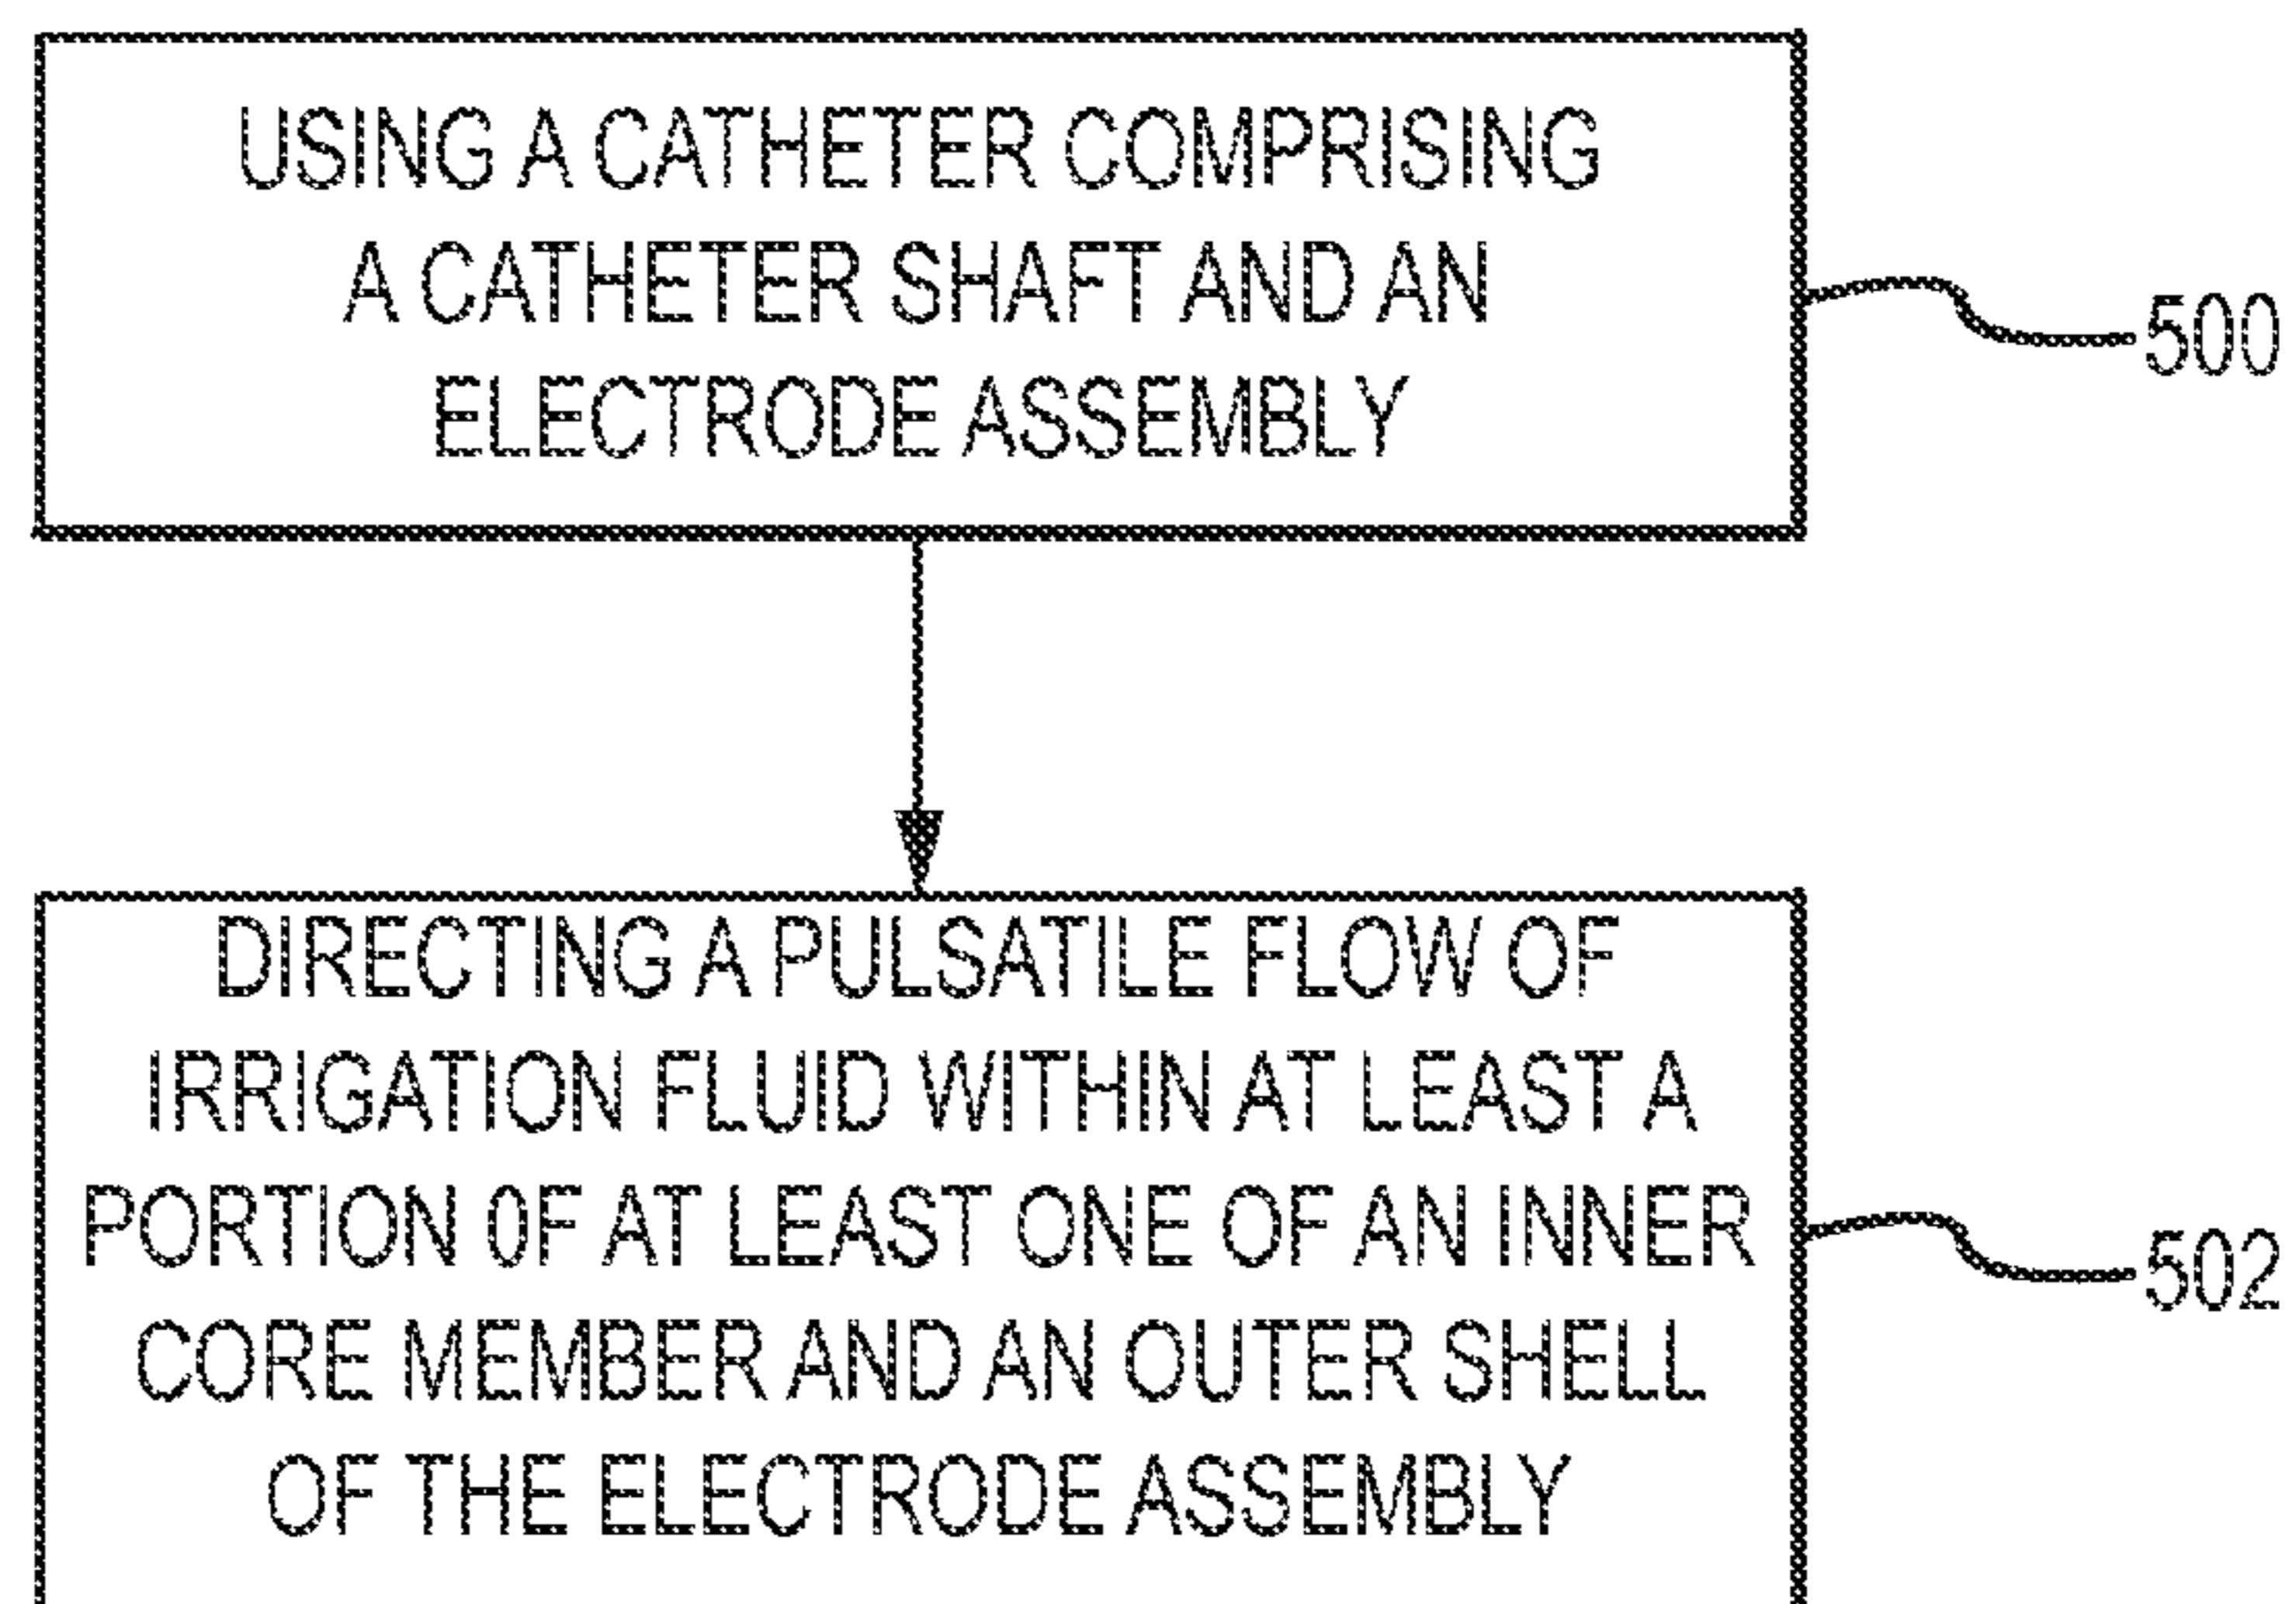 USING A CATHETER COMPRISING
A CATHETER SHAFT AND AN
ELECTRODE ASSEMBLY
500
DIRECTING A PULSATILE FLOW OF
IRRIGATION FLUID WITHIN AT LEAST A
PORTION 0F AT LEAST ONE OF AN INNER
CORE MEMBER AND AN OUTER SHELL
OF THE ELECTRODE ASSEMBLY
502